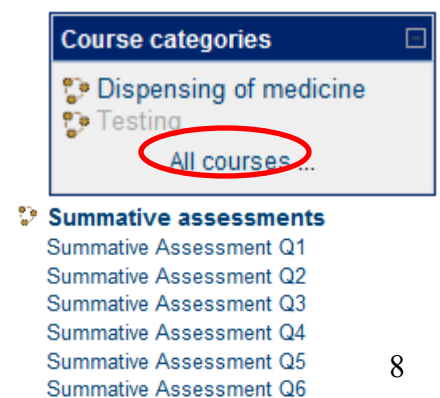 Course categories
Dispensing of medicine
Testing
All courses ...
Summative assessments
Summative Assessment Q1
Summative Assessment Q2
Summative Assessment Q3
Summative Assessment Q4
Summative Assessment Q5
Summative Assessment Q6
8